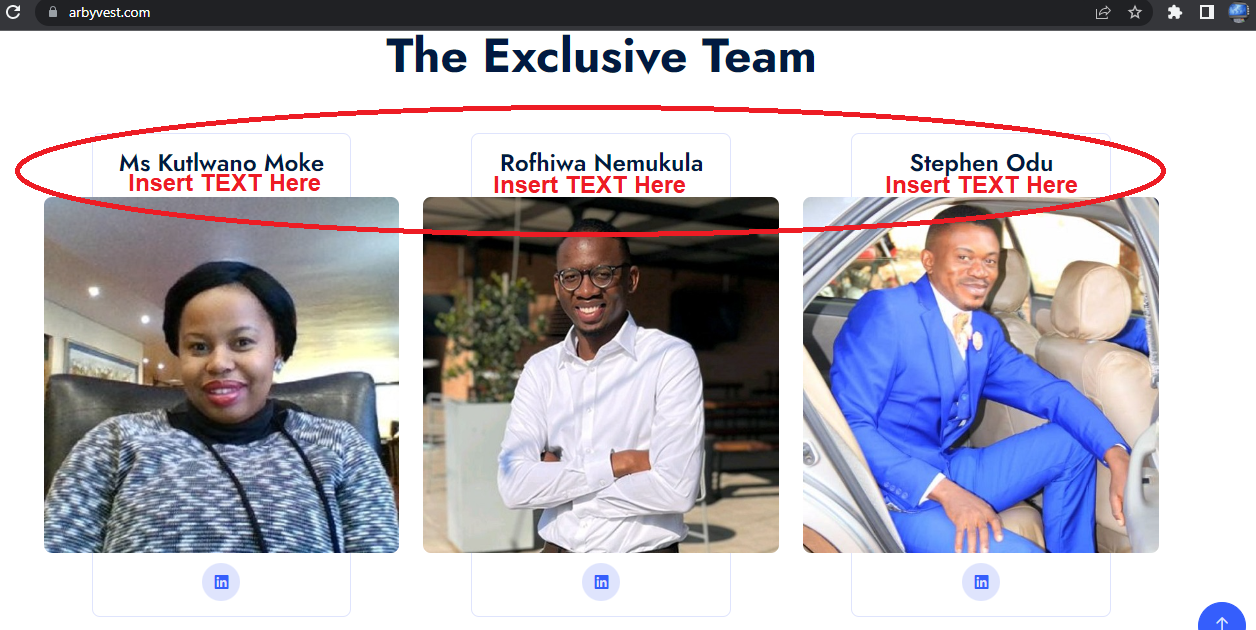 arbyvest.com
The Exclusive Team
Ms Kutlwano Moke
Insert TEXT Here
Rofhiwa Nemukula
Insert TEXT Here
Stephen Odu
Insert TEXT Here
in
in
in